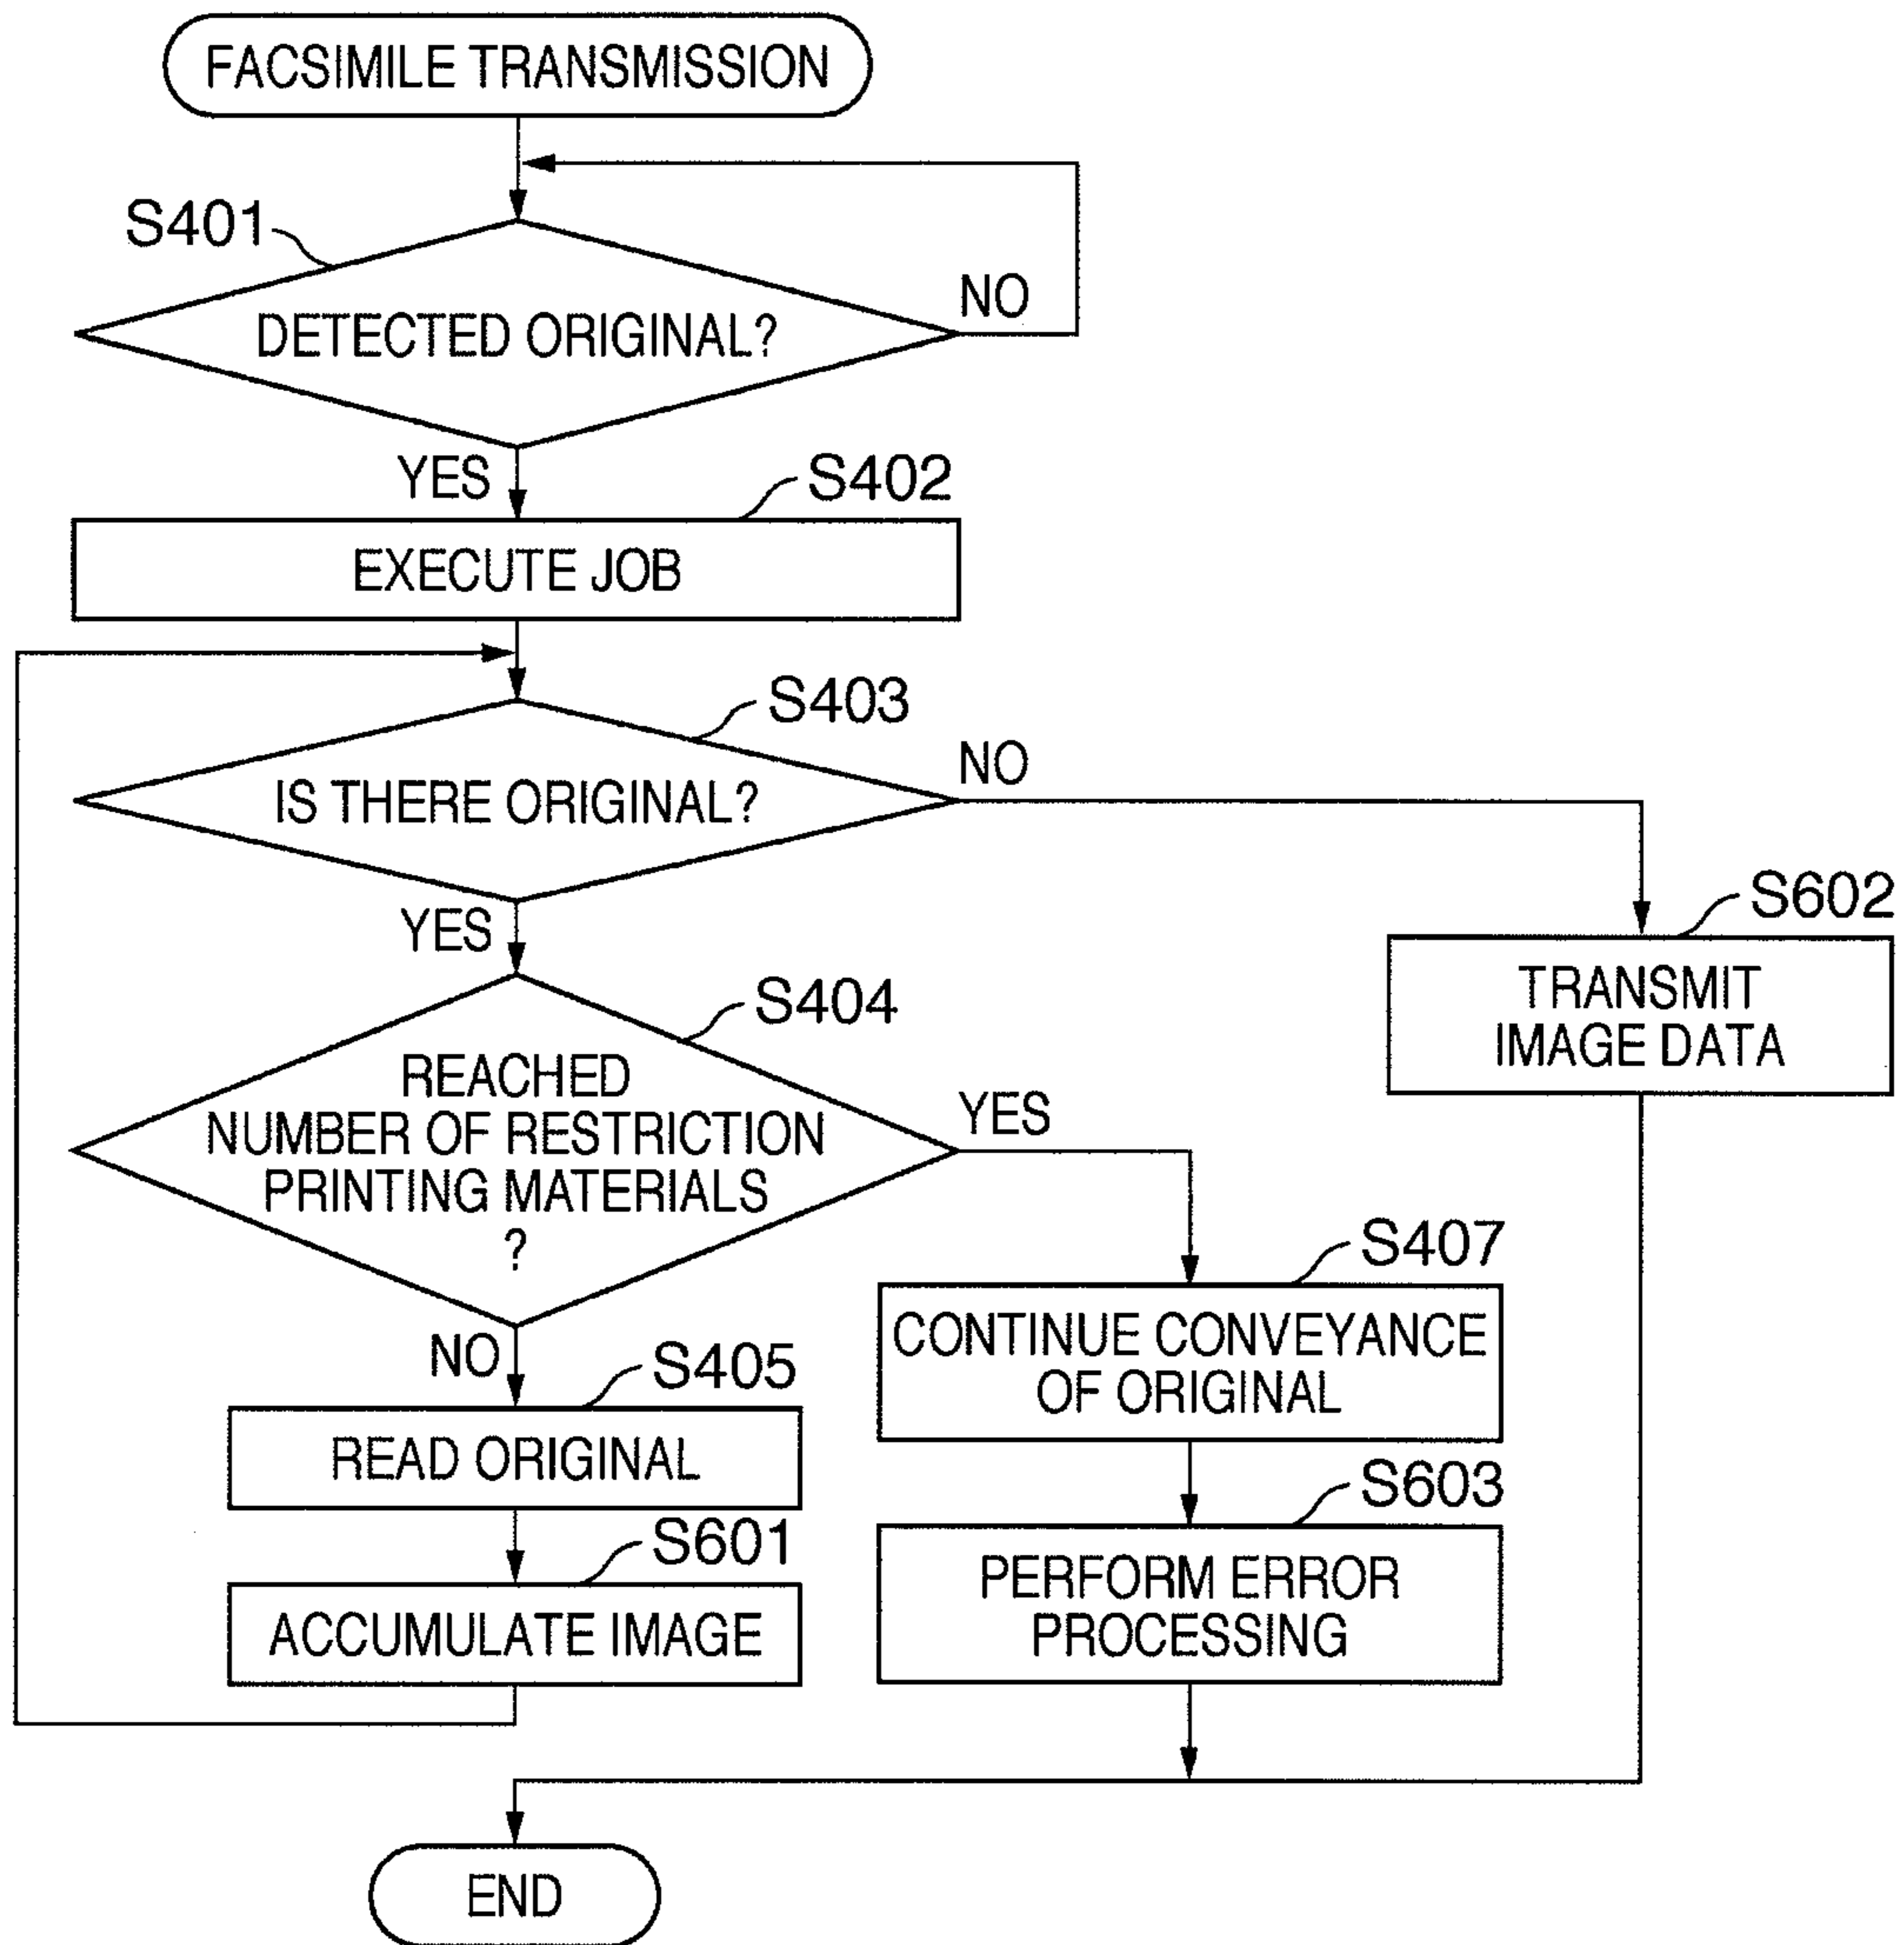 FACSIMILE TRANSMISSION
S401
DETECTED ORIGINAL?
NO
YES
S402
EXECUTE JOB
S403
IS THERE ORIGINAL?
NO
YES
S602
TRANSMIT
IMAGE DATA
S404
REACHED
NUMBER OF RESTRICTION
PRINTING MATERIALS
?
YES
NO
S407
CONTINUE CONVEYANCE
OF ORIGINAL
S405
READ ORIGINAL
S603
PERFORM ERROR
PROCESSING
S601
ACCUMULATE IMAGE
END